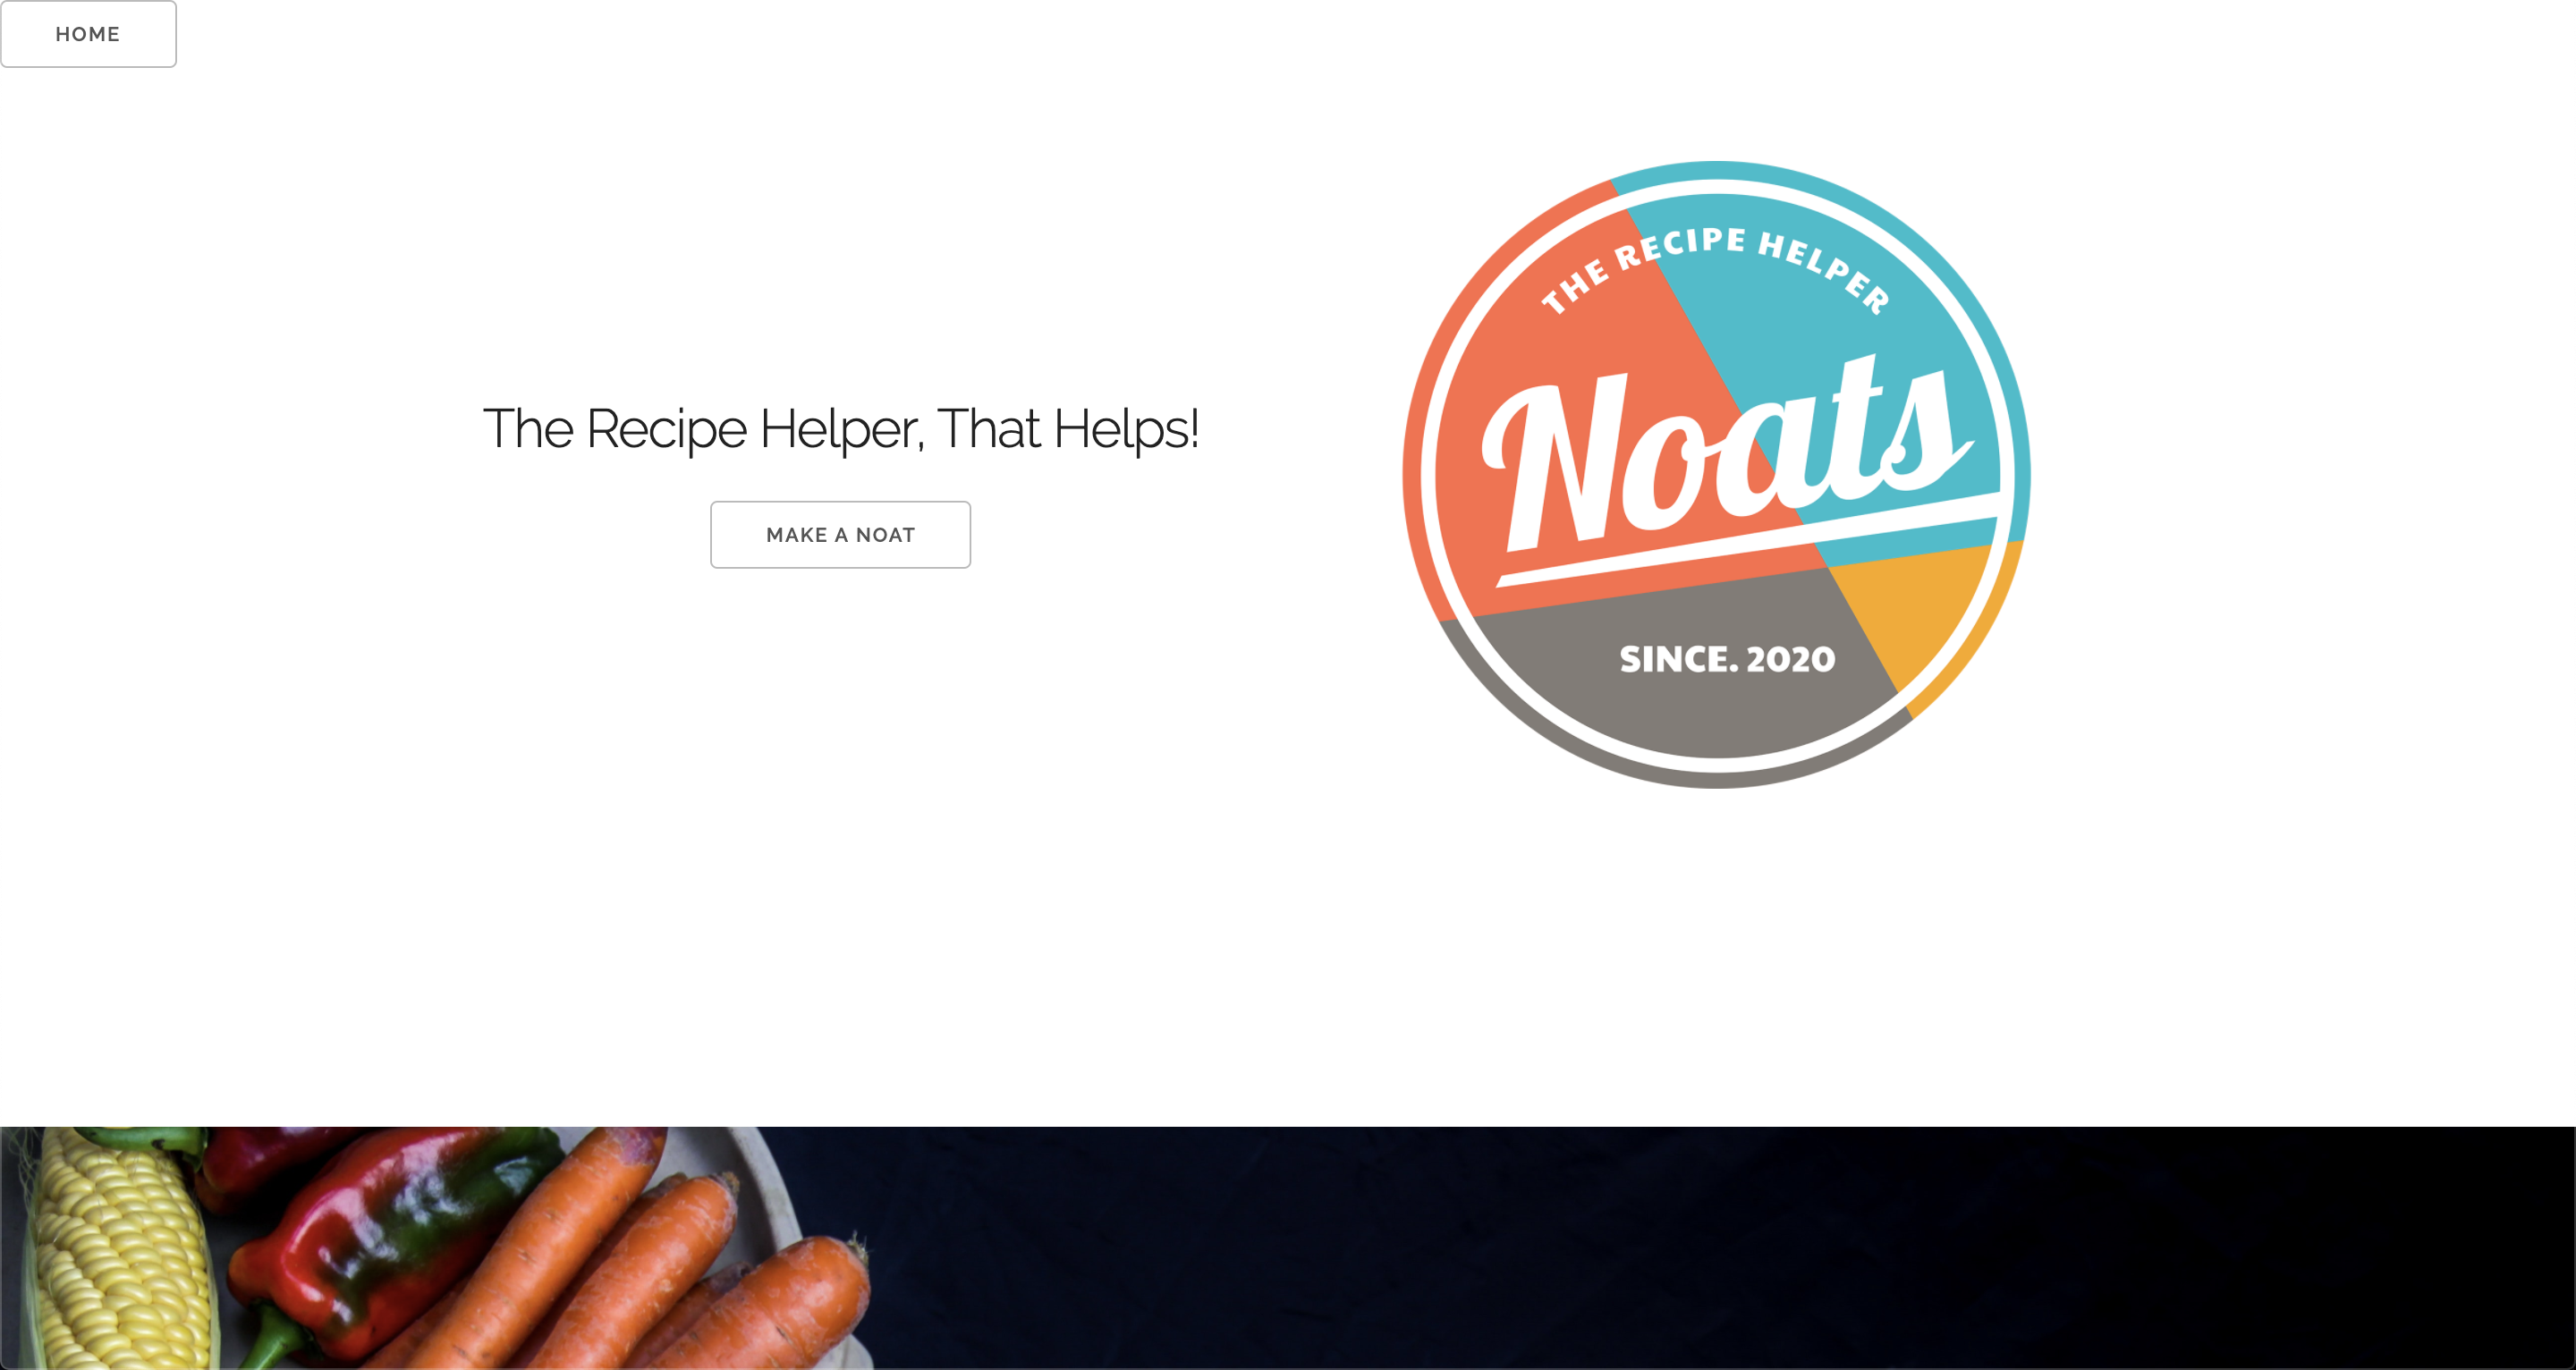 HOME
The Recipe Helper, That Helps!
MAKE A NOAT
THE RECIPE HELPER
Noats
SINCE. 2020